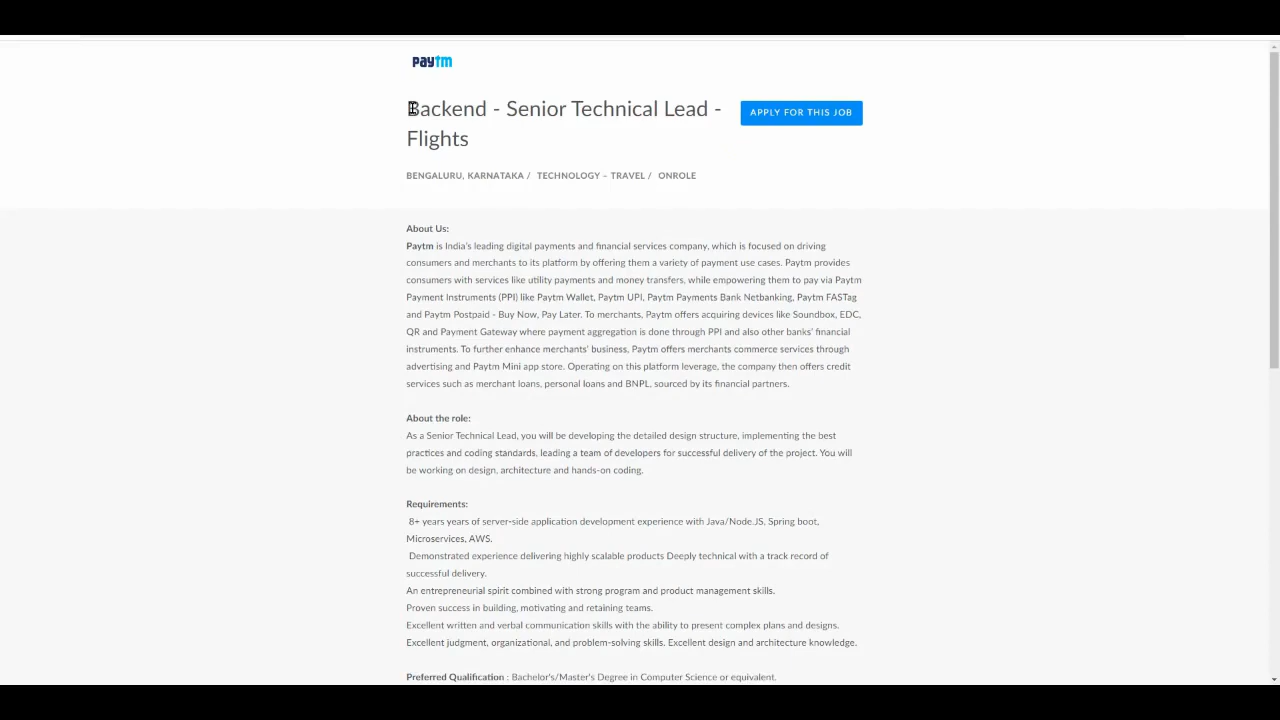 paytm
Backend - Senior Technical Lead -
Flights
APPLY FOR THIS JOB
BENGALURU, KARNATAKA / TECHNOLOGY – TRAVEL / ONROLE
About Us:
Paytm is India's leading digital payments and financial services company, which is focused on driving
consumers and merchants to its platform by offering them a variety of payment use cases. Paytm provides
consumers with services like utility payments and money transfers, while empowering them to pay via Paytm
Payment Instruments (PPI) like Paytm Wallet, Paytm UPI, Paytm Payments Bank Netbanking, Paytm FASTag
and Paytm Postpaid - Buy Now, Pay Later. To merchants, Paytm offers acquiring devices like Soundbox, EDC,
QR and Payment Gateway where payment aggregation is done through PPI and also other banks' financial
instruments. To further enhance merchants' business, Paytm offers merchants commerce services through
advertising and Paytm Mini app store. Operating on this platform leverage, the company then offers credit
services such as merchant loans, personal loans and BNPL, sourced by its financial partners.
About the role:
As a Senior Technical Lead, you will be developing the detailed design structure, implementing the best
practices and coding standards, leading a team of developers for successful delivery of the project. You will
be working on design, architecture and hands-on coding.
Requirements:
8+ years years of server-side application development experience with Java/Node.JS, Spring boot,
Microservices, AWS.
Demonstrated experience delivering highly scalable products Deeply technical with a track record of
successful delivery.
An entrepreneurial spirit combined with strong program and product management skills.
Proven success in building, motivating and retaining teams.
Excellent written and verbal communication skills with the ability to present complex plans and designs.
Excellent judgment, organizational, and problem-solving skills. Excellent design and architecture knowledge.
Preferred Qualification : Bachelor's/Master's Degree in Computer Science or equivalent.